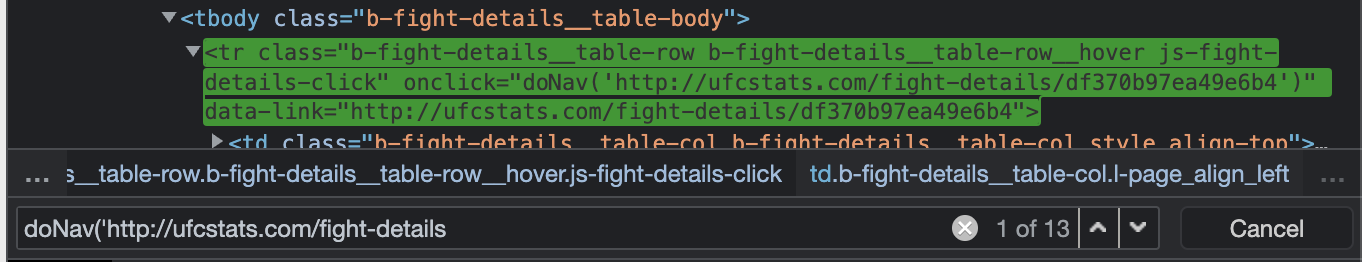 ▼<tbody class="b-fight-details__table-body">
▼<tr class="b-fight-details__table-row b-fight-details__table-row__hover js-fight-
details-click" onclick="doNav('http://ufcstats.com/fight-details/df370b97ea49e6b4')"
data-link="http://ufcstats.com/fight-details/df370b97ea49e6b4">
▶<td class="b-fight-details__table-col b-fight-details__table-col_style_align-top">…
... s__table-row.b-fight-details__table-row__hover.js-fight-details-click td.b-fight-details__table-col.l-page_align_left ...
doNav('http://ufcstats.com/fight-details 1 of 13 Cancel